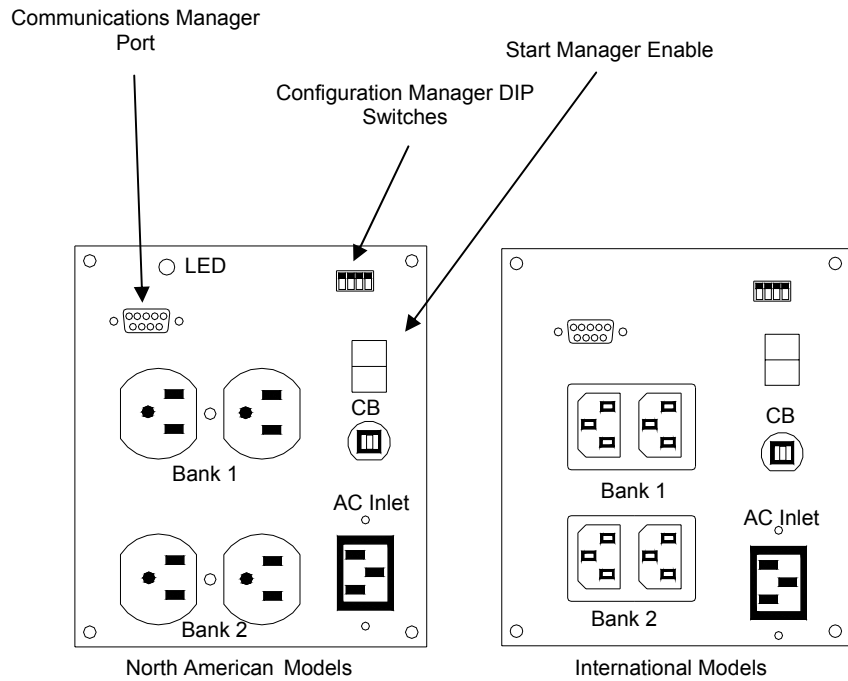 Communications Manager
Port
Start Manager Enable
Configuration Manager DIP
Switches
LED
CB
Bank 1
AC Inlet
Bank 2
North American Models
CB
Bank 1
AC Inlet
Bank 2
International Models